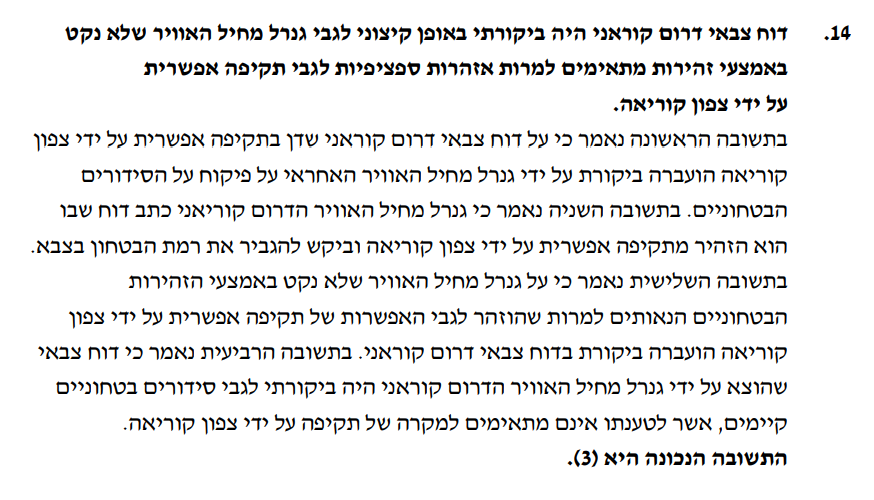 14. דוח צבאי דרום קוראני היה ביקורתי באופן קיצוני לגבי גנרל מחיל האוויר שלא נקט
באמצעי זהירות מתאימים למרות אזהרות ספציפיות לגבי תקיפה אפשרית
על ידי צפון קוריאה.
בתשובה הראשונה נאמר כי על דוח צבאי דרום קוראני שדן בתקיפה אפשרית על ידי צפון
קוריאה הועברה ביקורת על ידי גנרל מחיל האוויר האחראי על פיקוח על הסידורים
הבטחוניים. בתשובה השניה נאמר כי גנרל מחיל האוויר הדרום קוריאני כתב דוח שבו
הוא הזהיר מתקיפה אפשרית על ידי צפון קוריאה וביקש להגביר את רמת הבטחון בצבא.
בתשובה השלישית נאמר כי על גנרל מחיל האוויר שלא נקט באמצעי הזהירות
הבטחוניים הנאותים למרות שהוזהר לגבי האפשרות של תקיפה אפשרית על ידי צפון
קוריאה הועברה ביקורת בדוח צבאי דרום קוראני. בתשובה הרביעית נאמר כי דוח צבאי
שהוצא על ידי גנרל מחיל האוויר הדרום קוראני היה ביקורתי לגבי סידורים בטחוניים
קיימים, אשר לטענתו אינם מתאימים למקרה של תקיפה על ידי צפון קוריאה.
התשובה הנכונה היא (3).